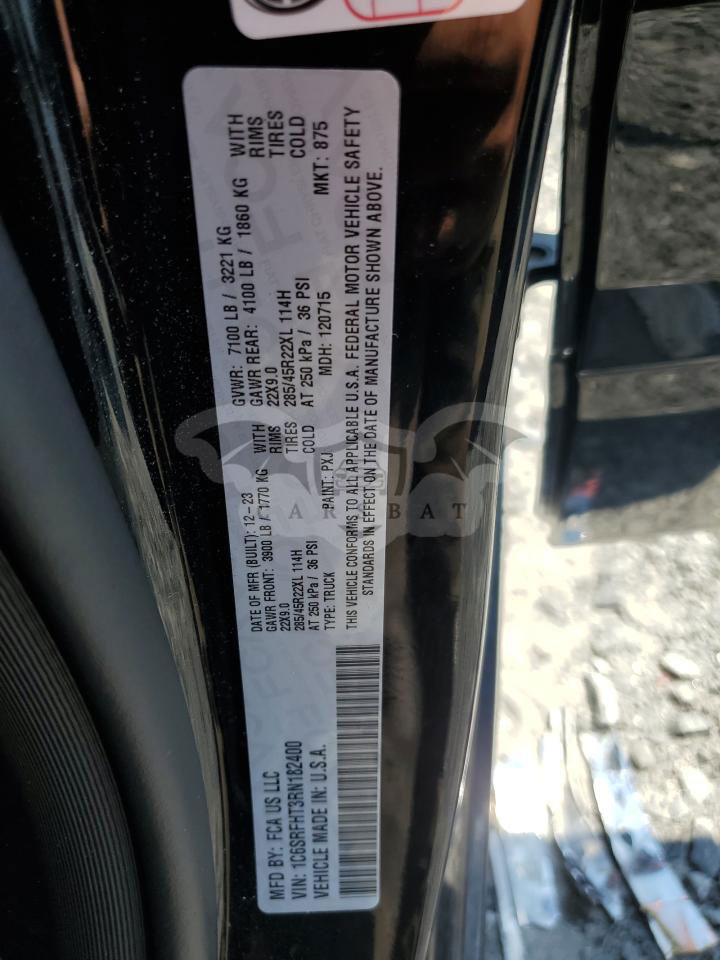 MFD BY: FCA US LLC
DATE OF MFR (BUILT): 12-23
GVWR: 7100 LB / 3221 KG
GAWR FRONT: 3900 LB / 1770 KG WITH
GAWR REAR: 4100 LB / 1860 KG WITH
22X9.0 RIMS
22X9.0 RIMS
285/45R22XL 114H TIRES
285/45R22XL 114H TIRES
AT 250 kPa / 36 PSI COLD
AT 250 kPa / 36 PSI COLD
VIN: 1C6SRFHT3RN182400
TYPE: TRUCK PAINT: PXJ MDH: 120715 MKT: 875
VEHICLE MADE IN: U.S.A.
THIS VEHICLE CONFORMS TO ALL APPLICABLE U.S.A. FEDERAL MOTOR VEHICLE SAFETY
STANDARDS IN EFFECT ON THE DATE OF MANUFACTURE SHOWN ABOVE.
CARCBAT